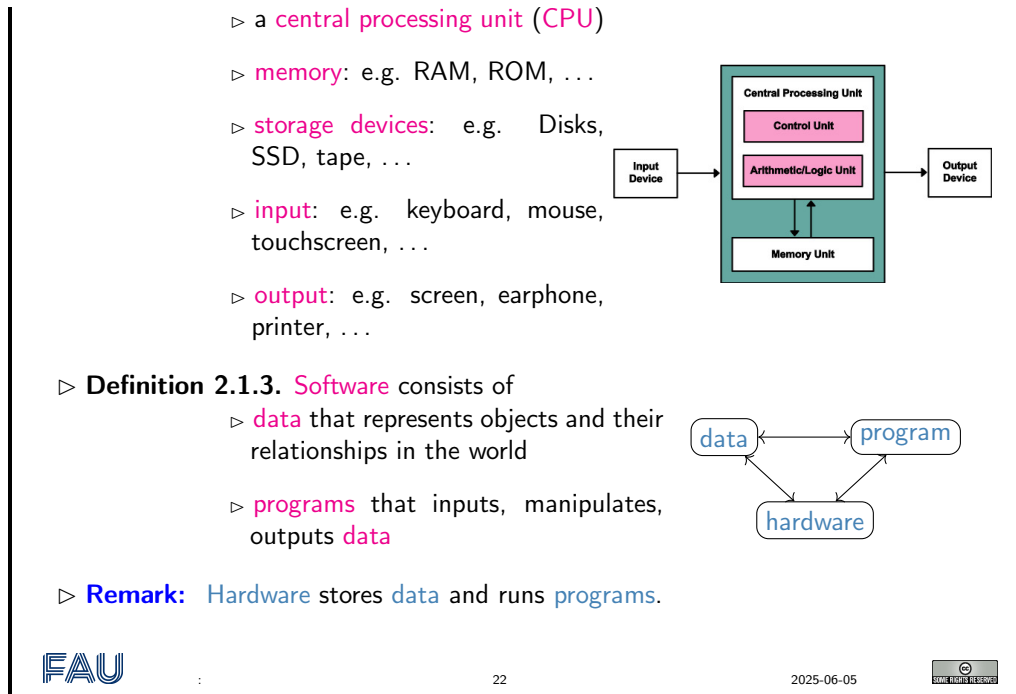 ▷ a central processing unit (CPU)
▷ memory: e.g. RAM, ROM, . . .
▷ storage devices: e.g. Disks,
SSD, tape, . . .
▷ input: e.g. keyboard, mouse,
touchscreen, . . .
▷ output: e.g. screen, earphone,
printer, . . .
Central Processing Unit
Control Unit
Arithmetic/Logic Unit
Input
Device
Output
Device
Memory Unit
▷ Definition 2.1.3. Software consists of
▷ data that represents objects and their
relationships in the world
▷ programs that inputs, manipulates,
outputs data
data
program
hardware
▷ Remark: Hardware stores data and runs programs.
FAU
:
22
2025-06-05
cc
SOME RIGHTS RESERVED